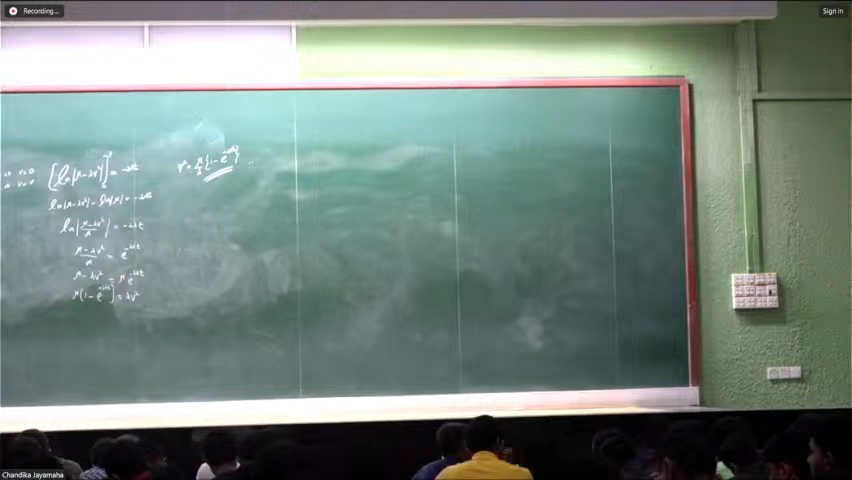 Recording...
Sign in
v=0
v=v
[ln|μ-λv²|]ᵛ = -2λt
ln|μ-λv²| - ln|μ| = -2λt
ln|(μ-λv²)/μ| = -2λt
(μ-λv²)/μ = e^(-2λt)
μ-λv² = μe^(-2λt)
μ(1-e^(-2λt)) = λv²
v² = μ/λ {1-e^(-2λt)}
Chandika Jayamaha